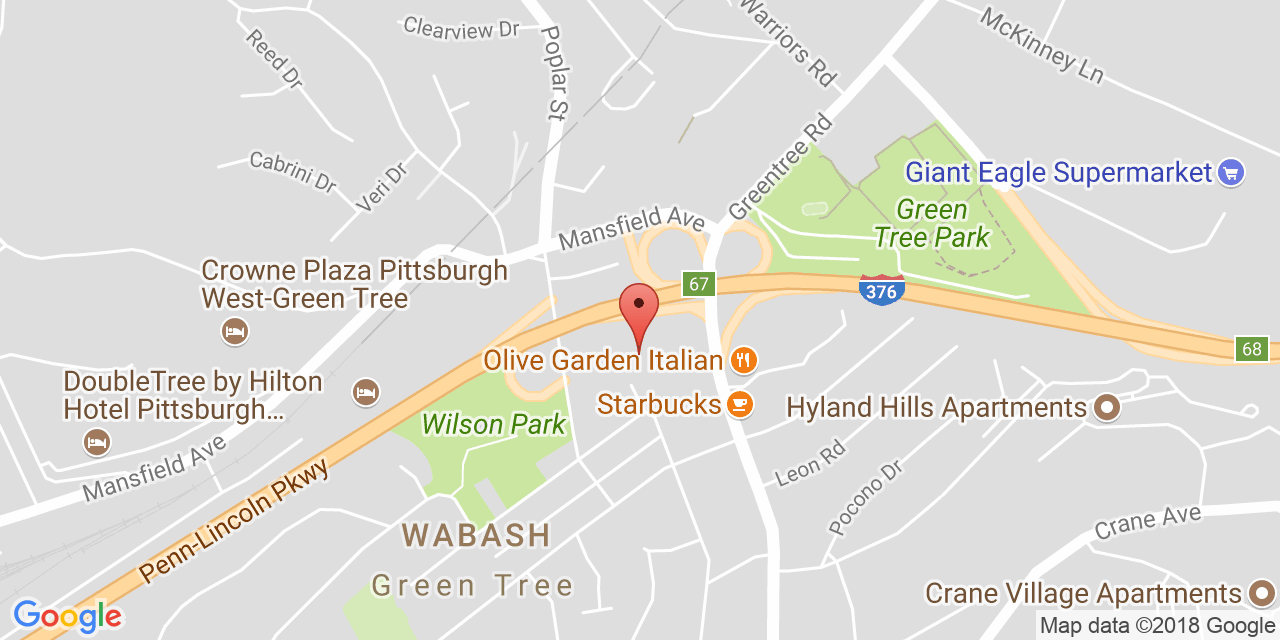 Clearview Dr
Reed Dr
Poplar St
Warriors Rd
McKinney Ln
Cabrini Dr
Veri Dr
Greentree Rd
Giant Eagle Supermarket
Mansfield Ave
Green
Tree Park
Crowne Plaza Pittsburgh
West-Green Tree
67
376
68
Olive Garden Italian
DoubleTree by Hilton
Hotel Pittsburgh...
Starbucks
Hyland Hills Apartments
Wilson Park
Mansfield Ave
Penn-Lincoln Pkwy
Leon Rd
Pocono Dr
WABASH
Crane Ave
Green Tree
Crane Village Apartments
Google
Map data ©2018 Google